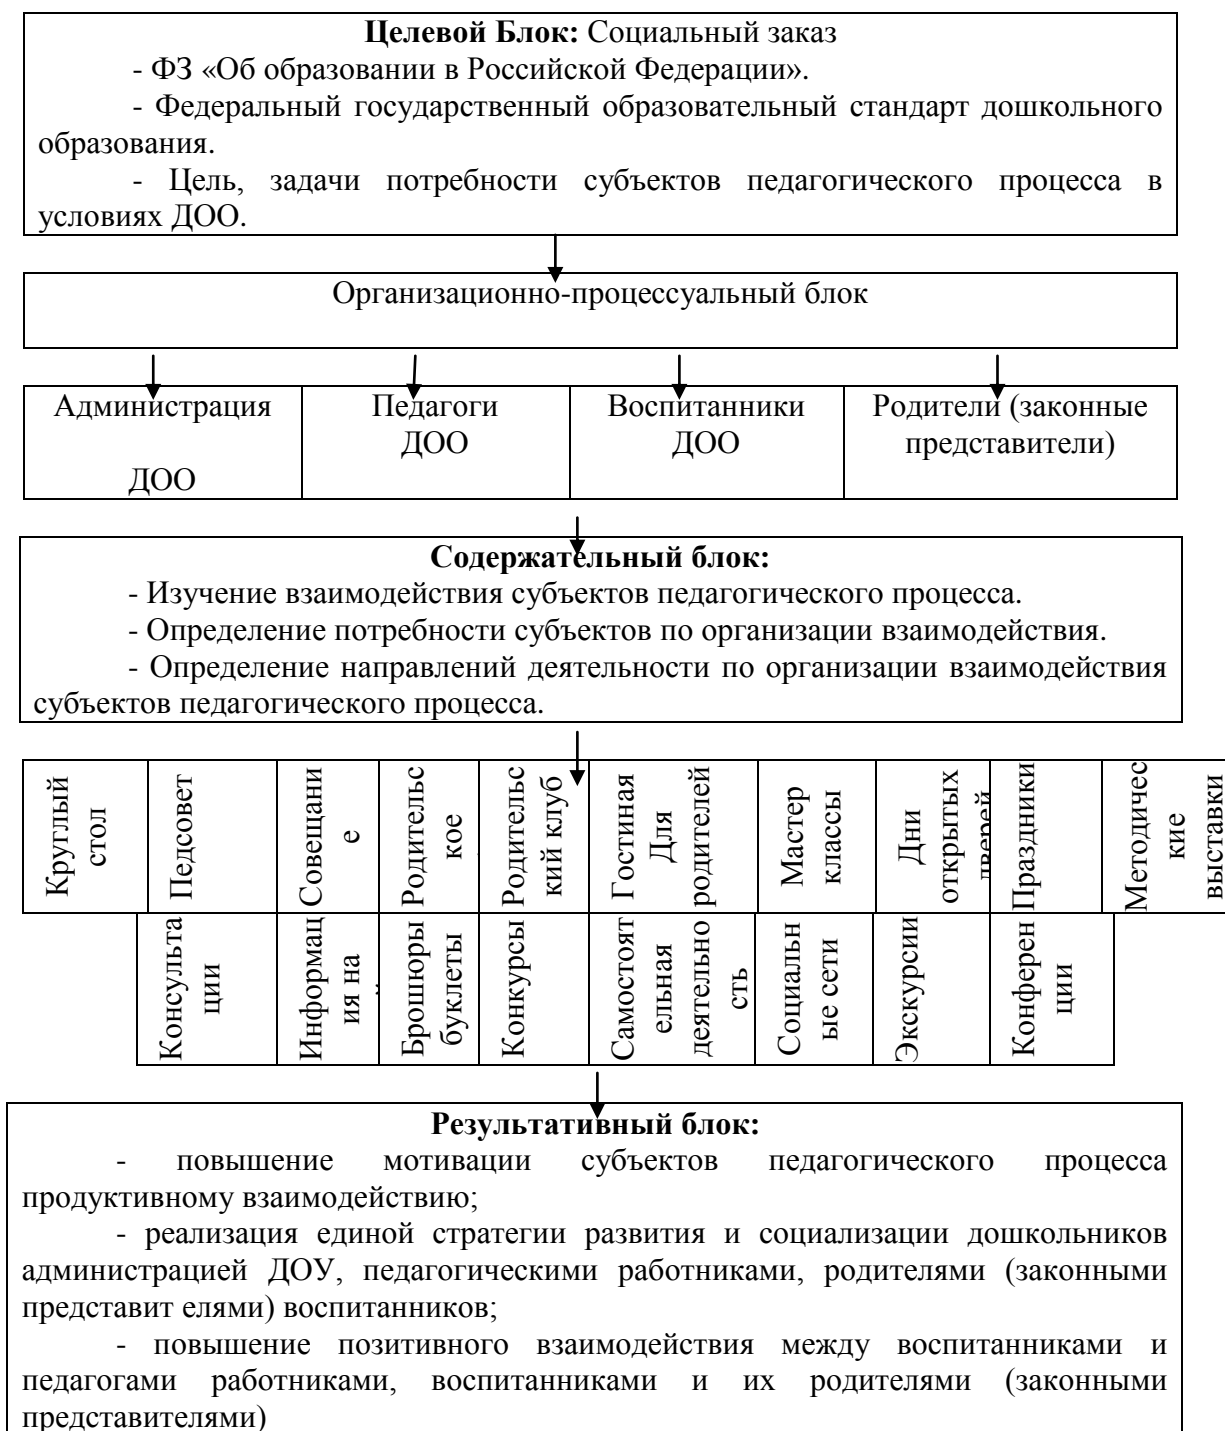 Целевой Блок: Социальный заказ
- ФЗ «Об образовании в Российской Федерации».
- Федеральный государственный образовательный стандарт дошкольного
образования.
- Цель, задачи потребности субъектов педагогического процесса в
условиях ДОО.
Организационно-процессуальный блок
Администрация
ДОО
Педагоги
ДОО
Воспитанники
ДОО
Родители (законные
представители)
Содержательный блок:
- Изучение взаимодействия субъектов педагогического процесса.
- Определение потребности субъектов по организации взаимодействия.
- Определение направлений деятельности по организации взаимодействия
субъектов педагогического процесса.
Круглый
стол
Педсовет
Совещани
е
Родительс
кое
Родительс
кий клуб
Гостиная
Для
родителей
Мастер
классы
Дни
открытых
дверей
Праздники
Методичес
кие
выставки
Консульта
ции
Информац
ия на
Брошюры
буклеты
Конкурсы
Самостоят
ельная
деятельно
сть
Социальн
ые сети
Экскурсии
Конферен
ции
Результативный блок:
- повышение мотивации субъектов педагогического процесса
продуктивному взаимодействию;
- реализация единой стратегии развития и социализации дошкольников
администрацией ДОУ, педагогическими работниками, родителями (законными
представит елями) воспитанников;
- повышение позитивного взаимодействия между воспитанниками и
педагогами работниками, воспитанниками и их родителями (законными
представителями)